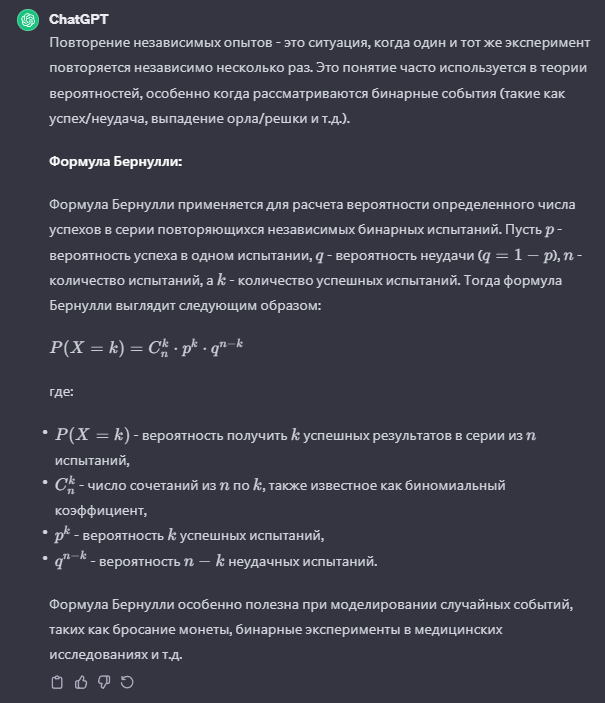 ChatGPT
Повторение независимых опытов - это ситуация, когда один и тот же эксперимент
повторяется независимо несколько раз. Это понятие часто используется в теории
вероятностей, особенно когда рассматриваются бинарные события (такие как
успех/неудача, выпадение орла/решки и т.д.).
Формула Бернулли:
Формула Бернулли применяется для расчета вероятности определенного числа
успехов в серии повторяющихся независимых бинарных испытаний. Пусть p -
вероятность успеха в одном испытании, q - вероятность неудачи (q = 1 − p), n -
количество испытаний, а k - количество успешных испытаний. Тогда формула
Бернулли выглядит следующим образом:
P(X = k) = C_n^k · p^k · q^{n−k}
где:
• P(X = k) - вероятность получить k успешных результатов в серии из n
испытаний,
• C_n^k - число сочетаний из n по k, также известное как биномиальный
коэффициент,
• p^k - вероятность k успешных испытаний,
• q^{n−k} - вероятность n − k неудачных испытаний.
Формула Бернулли особенно полезна при моделировании случайных событий,
таких как бросание монеты, бинарные эксперименты в медицинских
исследованиях и т.д.